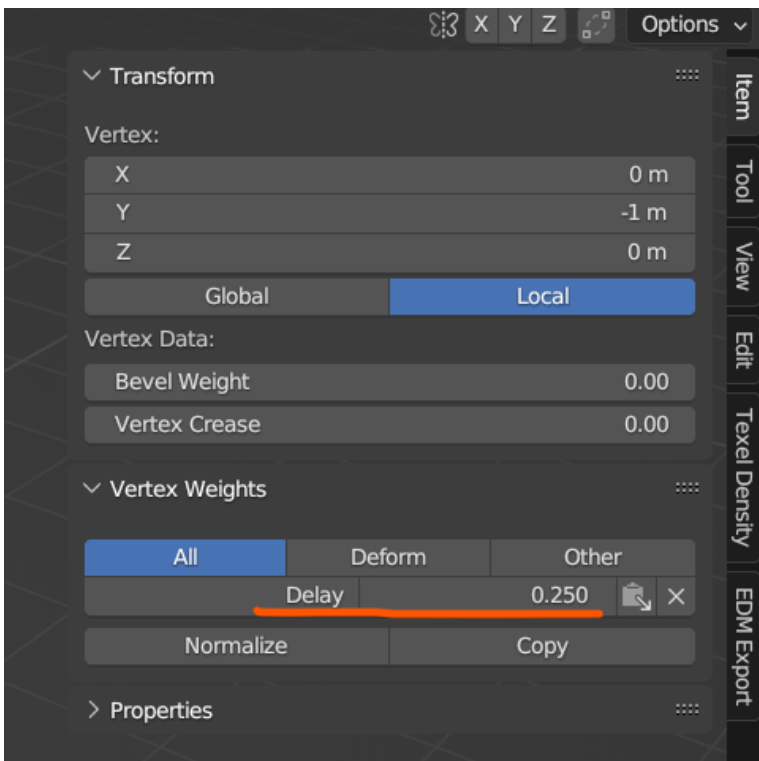 X Y Z Options
Transform
Vertex:
X 0 m
Y -1 m
Z 0 m
Global Local
Vertex Data:
Bevel Weight 0.00
Vertex Crease 0.00
Vertex Weights
All Deform Other
Delay 0.250
Normalize Copy
Properties
Item
Tool
View
Edit
Texel Density
EDM Export